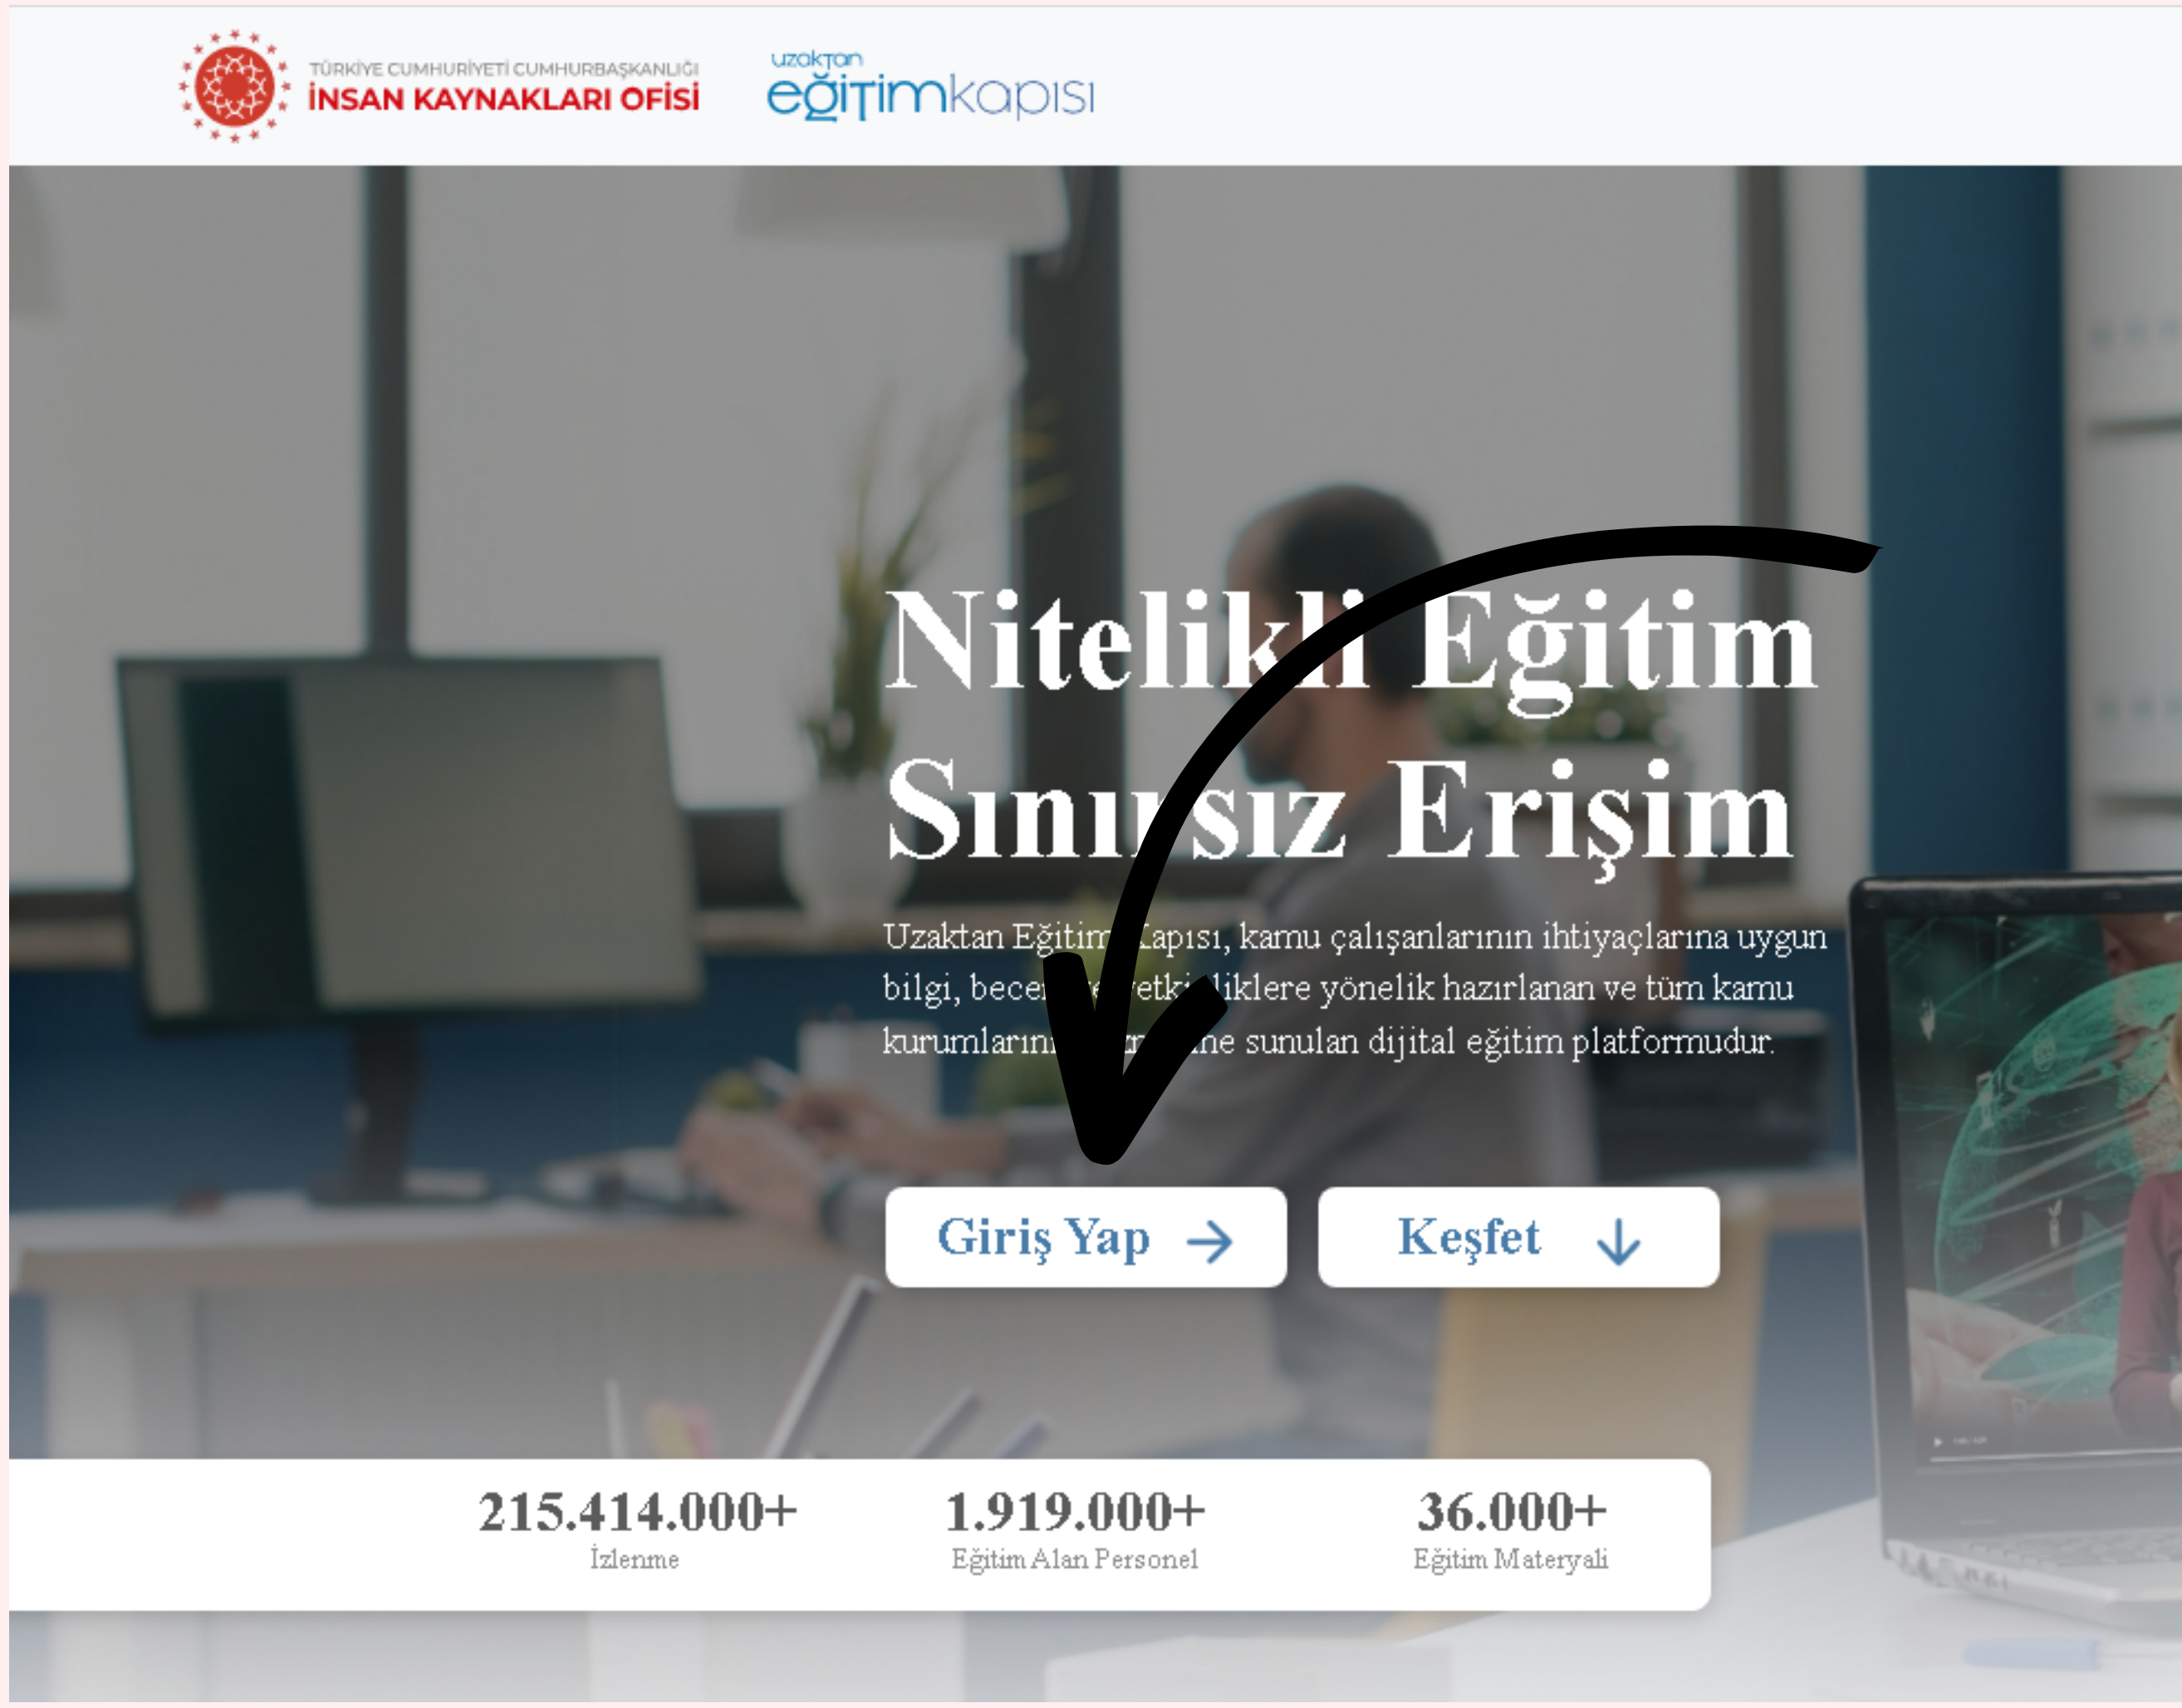 TÜRKİYE CUMHURİYETİ CUMHURBAŞKANLIĞI
İNSAN KAYNAKLARI OFİSİ
uzaktan
eğitimkapısı
Nitelikli Eğitim
Sınırsız Erişim
Uzaktan Eğitim Kapısı, kamu çalışanlarının ihtiyaçlarına uygun
bilgi, beceri ve yetkinliklere yönelik hazırlanan ve tüm kamu
kurumlarının hizmetine sunulan dijital eğitim platformudur.
Giriş Yap →
Keşfet ↓
215.414.000+
İzlenme
1.919.000+
Eğitim Alan Personel
36.000+
Eğitim Materyali